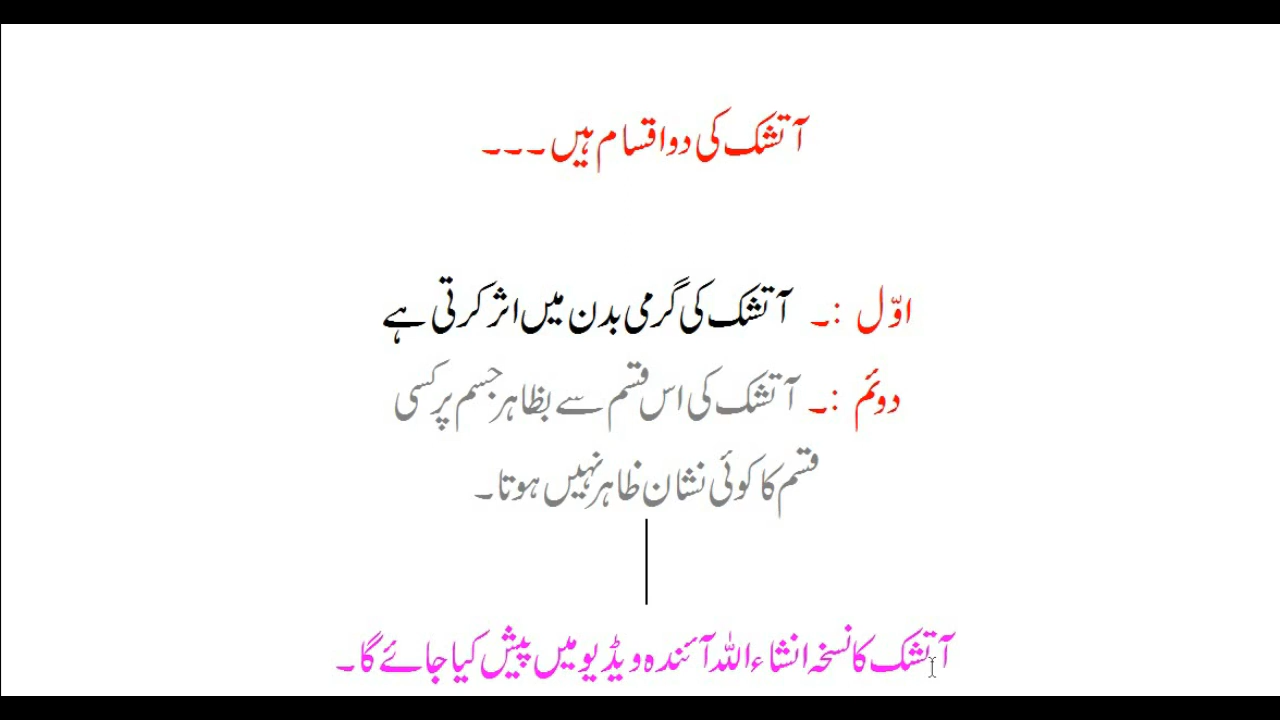 آتشک کی دو اقسام ہیں۔۔۔
اوّل :۔ آتشک کی گرمی بدن میں اثر کرتی ہے
دوئم :۔ آتشک کی اس قسم سے بظاہر جسم پر کسی
قسم کا کوئی نشان ظاہر نہیں ہوتا۔
آتشک کا نسخہ انشاء اللہ آئندہ ویڈیو میں پیش کیا جائے گا۔